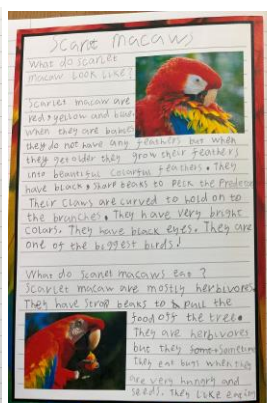 Scarlet Macaws
What do scarlet
macaw Look Like?
Scarlet macaw are
red, yellow and blue.
when they are babies
they do not have any feathers but when
they get older they grow their feathers
into beautiful Colorful feathers. They
have black, sharp beaks to Peck the Predator
Their Claws are curved to hold on to
the branches. They have very bright
colors. They have black eyes. They are
one of the biggest birds!
What do scarlet macaws eat?
Scarlet macaw are mostly herbivores
They have strong beaks to pull the
food off the tree.
They are herbivores
but they sometimes
They eat bugs when they
are very hungry and
seeds. They Like eating